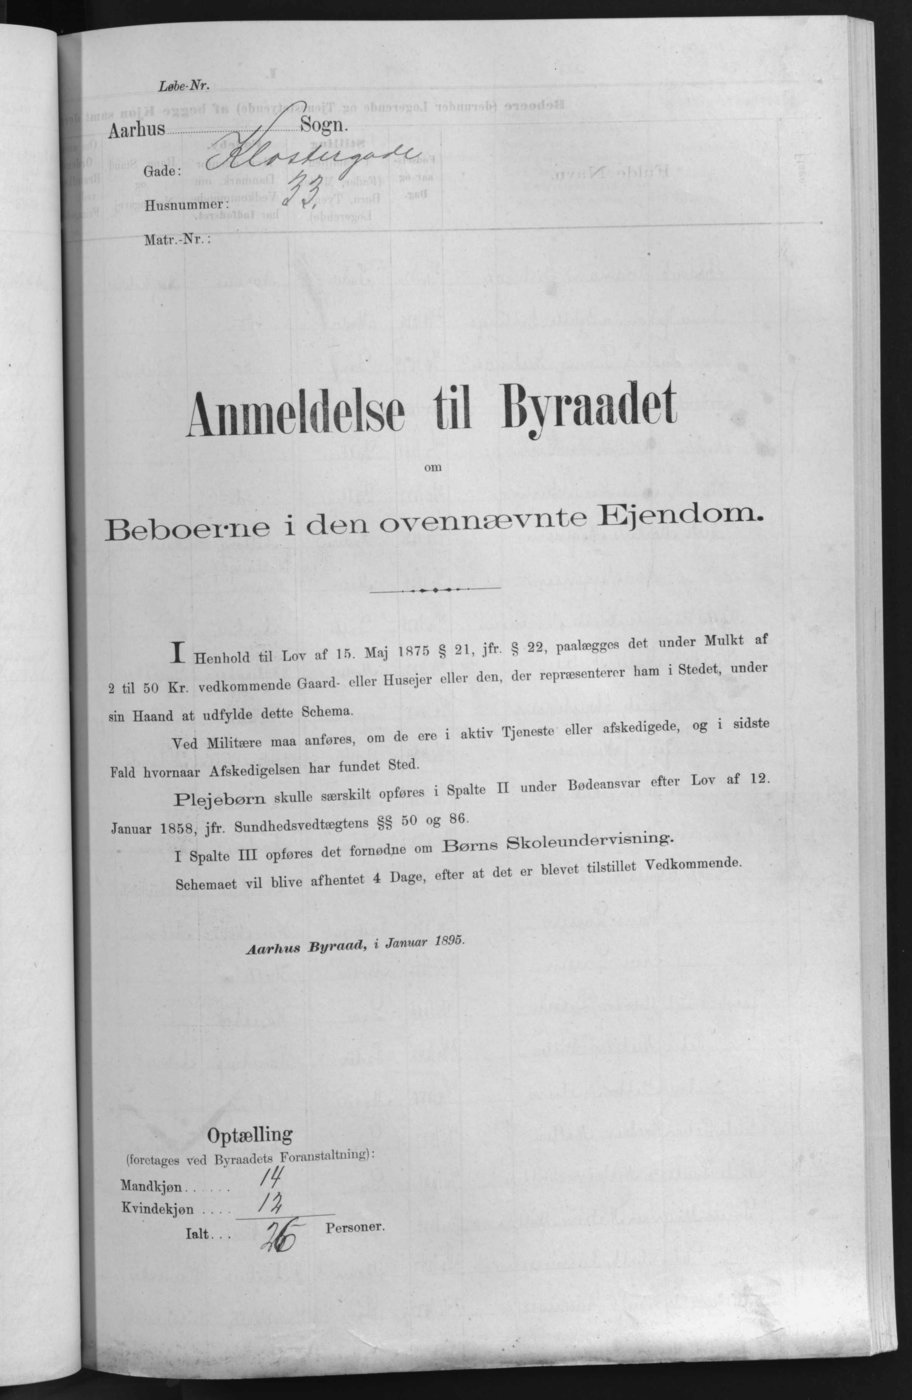 Løbe-Nr.
Aarhus Sogn.
Gade: Klostergade
Husnummer: 33.
Matr.-Nr.:
Anmeldelse til Byraadet
om
Beboerne i den ovennævnte Ejendom.
I Henhold til Lov af 15. Maj 1875 § 21, jfr. § 22, paalægges det under Mulkt af
2 til 50 Kr. vedkommende Gaard- eller Husejer eller den, der repræsenterer ham i Stedet, under
sin Haand at udfylde dette Schema.
Ved Militære maa anføres, om de ere i aktiv Tjeneste eller afskedigede, og i sidste
Fald hvornaar Afskedigelsen har fundet Sted.
Plejebørn skulle særskilt opføres i Spalte II under Bødeansvar efter Lov af 12.
Januar 1858, jfr. Sundhedsvedtægtens §§ 50 og 86.
I Spalte III opføres det fornødne om Børns Skoleundervisning.
Schemaet vil blive afhentet 4 Dage, efter at det er blevet tilstillet Vedkommende.
Aarhus Byraad, i Januar 1895.
Optælling
(foretages ved Byraadets Foranstaltning):
Mandkjøn...... 14
Kvindekjøn .... 12
Ialt... 26 Personer.